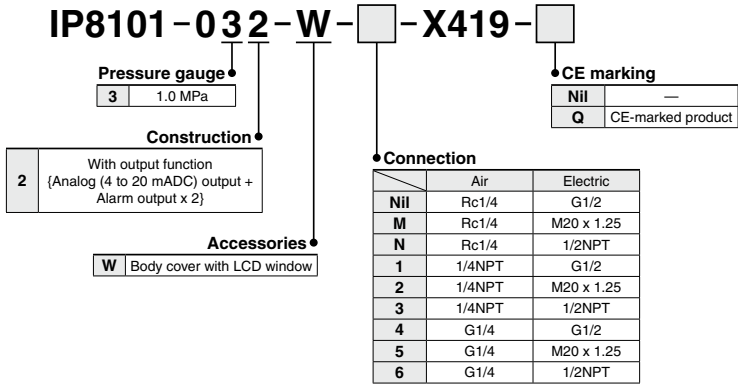 IP8101-032-W-□-X419-□
Pressure gauge
3 1.0 MPa
Construction
2 With output function
{Analog (4 to 20 mADC) output +
Alarm output x 2}
Accessories
W Body cover with LCD window
CE marking
Nil —
Q CE-marked product
Connection
Air Electric
Nil Rc1/4 G1/2
M Rc1/4 M20 x 1.25
N Rc1/4 1/2NPT
1 1/4NPT G1/2
2 1/4NPT M20 x 1.25
3 1/4NPT 1/2NPT
4 G1/4 G1/2
5 G1/4 M20 x 1.25
6 G1/4 1/2NPT